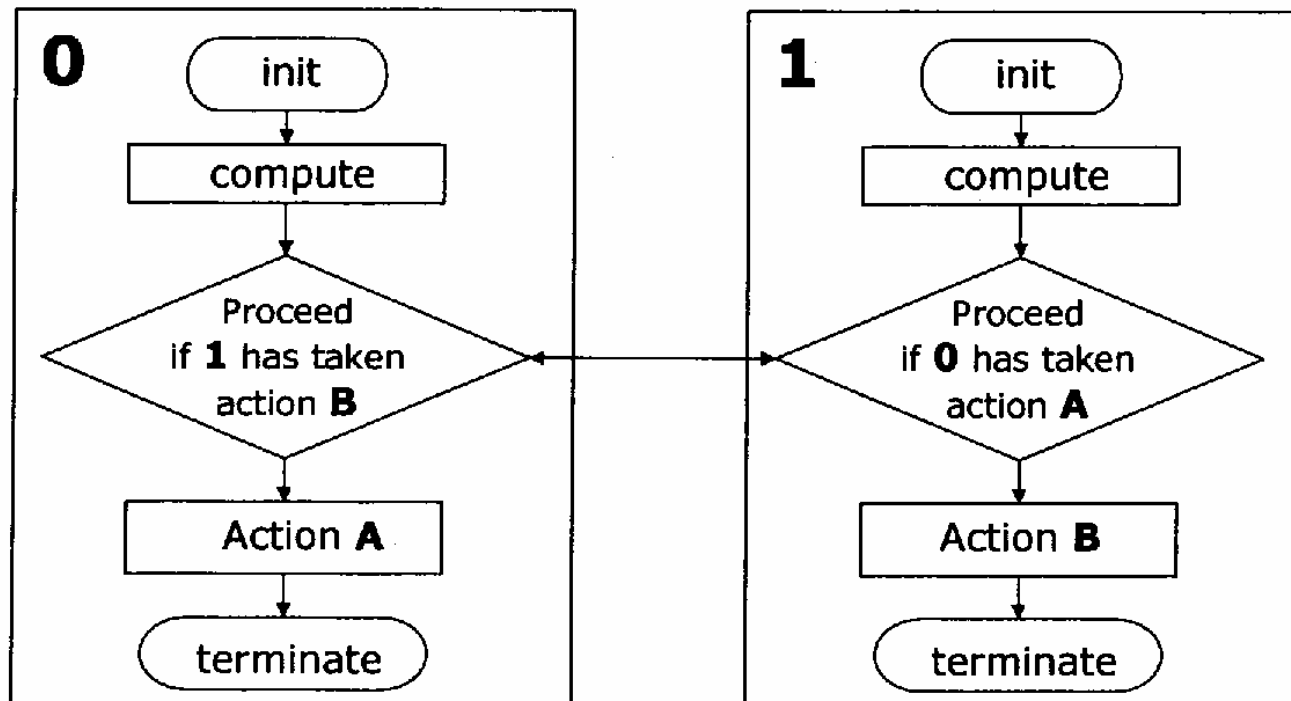 0
init
compute
Proceed
if 1 has taken
action B
Action A
terminate
1
init
compute
Proceed
if 0 has taken
action A
Action B
terminate